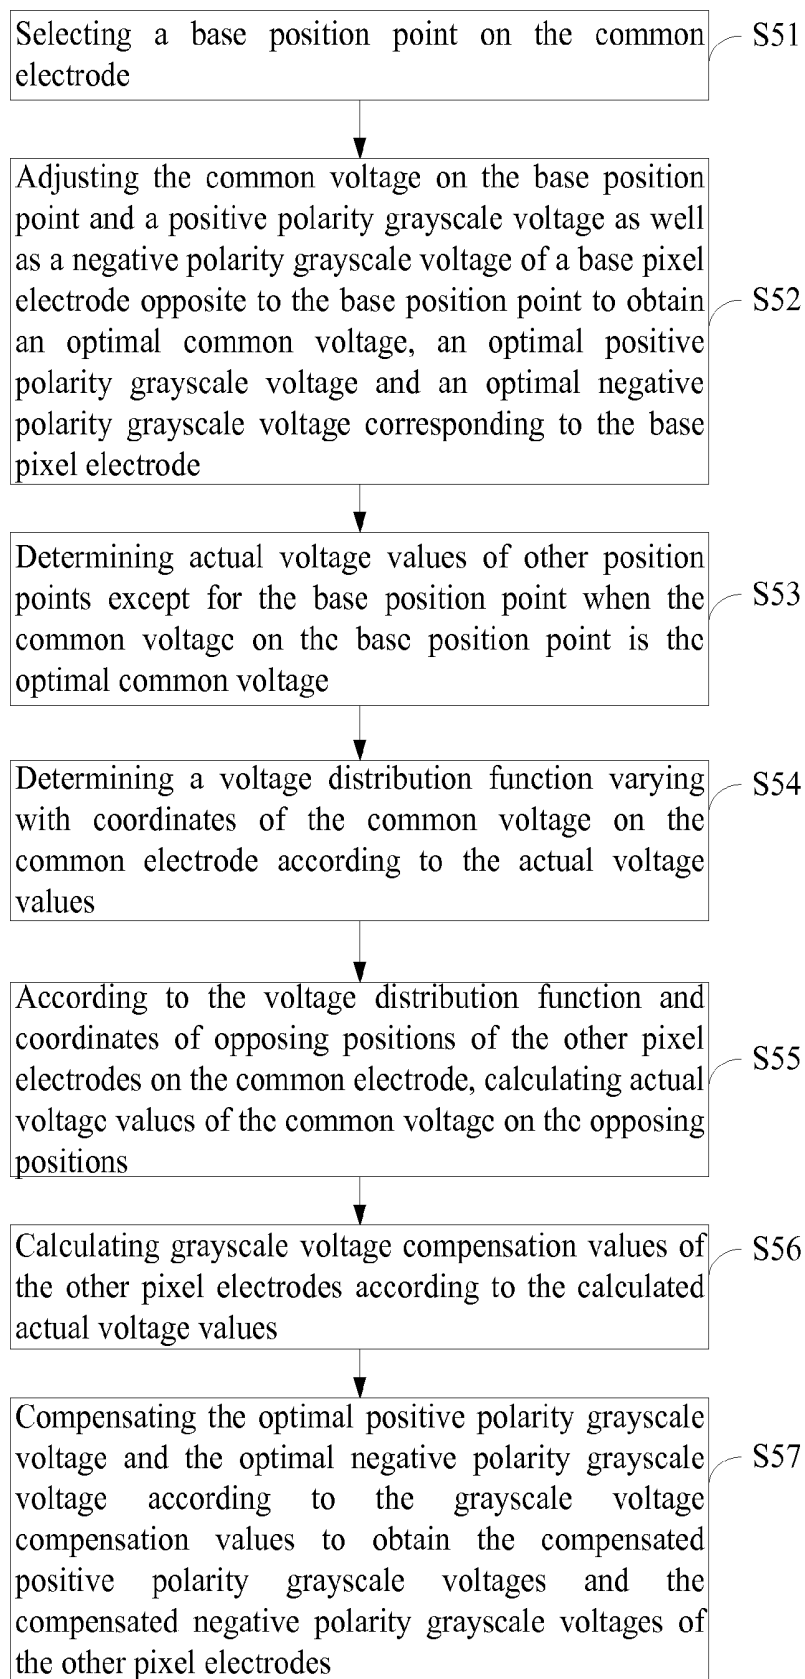 Selecting a base position point on the common
electrode
S51
Adjusting the common voltage on the base position
point and a positive polarity grayscale voltage as well
as a negative polarity grayscale voltage of a base pixel
electrode opposite to the base position point to obtain
an optimal common voltage, an optimal positive
polarity grayscale voltage and an optimal negative
polarity grayscale voltage corresponding to the base
pixel electrode
S52
Determining actual voltage values of other position
points except for the base position point when the
common voltage on the base position point is the
optimal common voltage
S53
Determining a voltage distribution function varying
with coordinates of the common voltage on the
common electrode according to the actual voltage
values
S54
According to the voltage distribution function and
coordinates of opposing positions of the other pixel
electrodes on the common electrode, calculating actual
voltage values of the common voltage on the opposing
positions
S55
Calculating grayscale voltage compensation values of
the other pixel electrodes according to the calculated
actual voltage values
S56
Compensating the optimal positive polarity grayscale
voltage and the optimal negative polarity grayscale
voltage according to the grayscale voltage
compensation values to obtain the compensated
positive polarity grayscale voltages and the
compensated negative polarity grayscale voltages of
the other pixel electrodes
S57